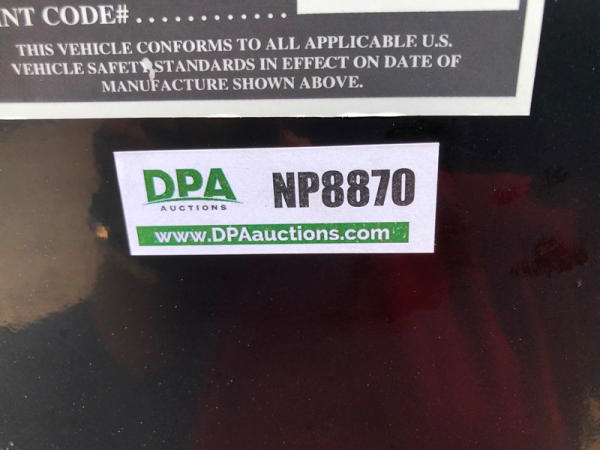 NT CODE#............
THIS VEHICLE CONFORMS TO ALL APPLICABLE U.S.
VEHICLE SAFETY STANDARDS IN EFFECT ON DATE OF
MANUFACTURE SHOWN ABOVE.
DPA
AUCTIONS
NP8870
www.DPAauctions.com